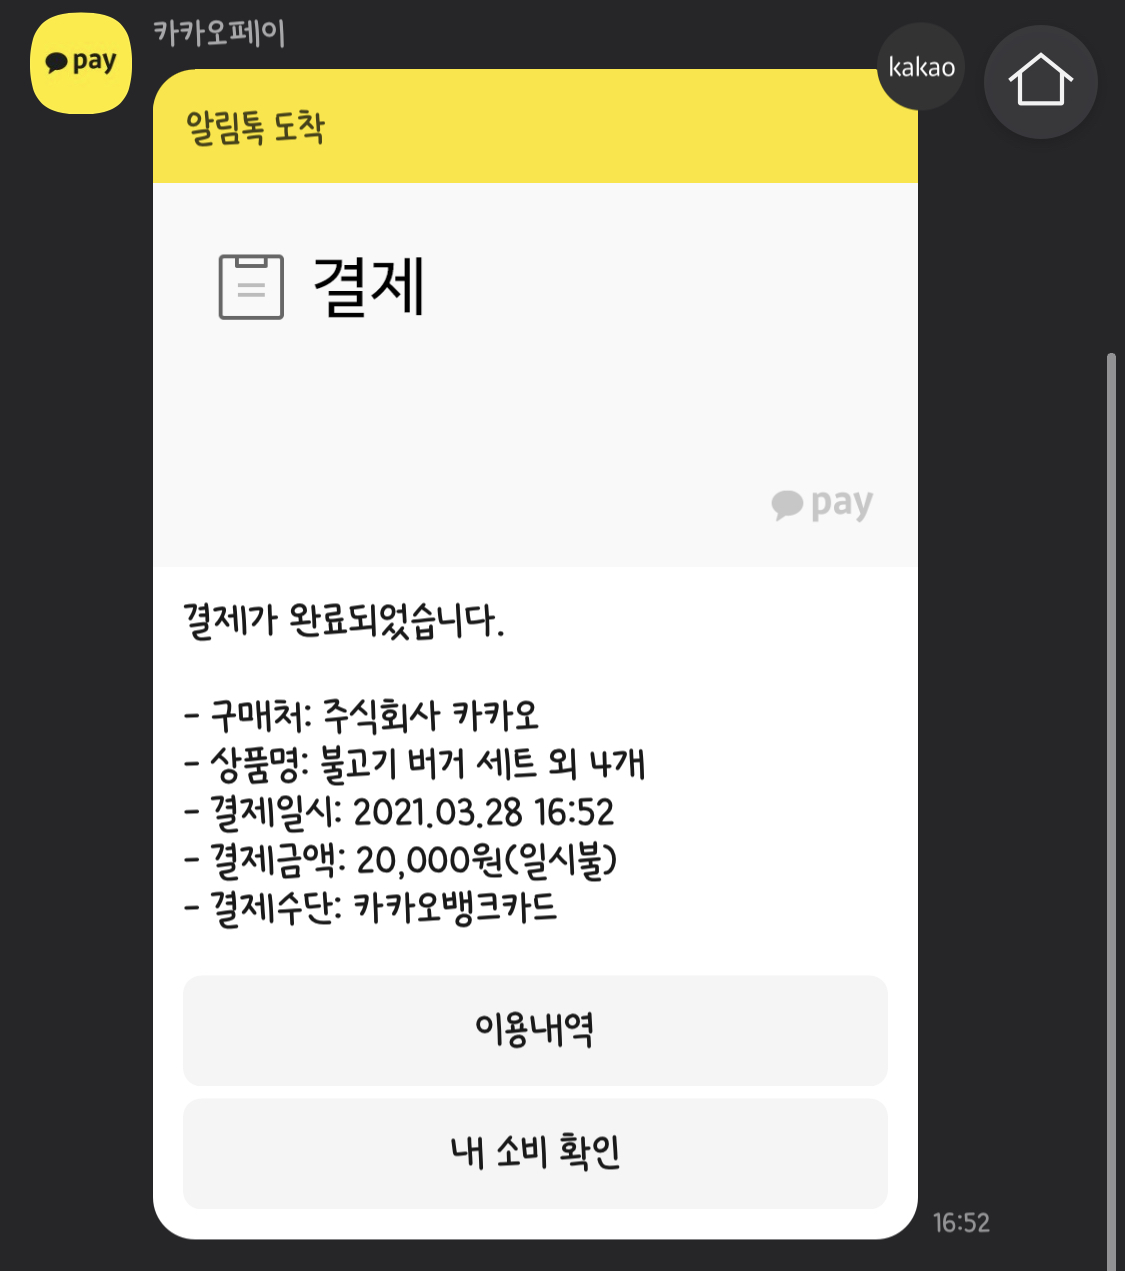 pay
카카오페이
kakao
알림톡 도착
결제
pay
결제가 완료되었습니다.
- 구매처: 주식회사 카카오
- 상품명: 불고기 버거 세트 외 4개
- 결제일시: 2021.03.28 16:52
- 결제금액: 20,000원(일시불)
- 결제수단: 카카오뱅크카드
이용내역
내 소비 확인
16:52